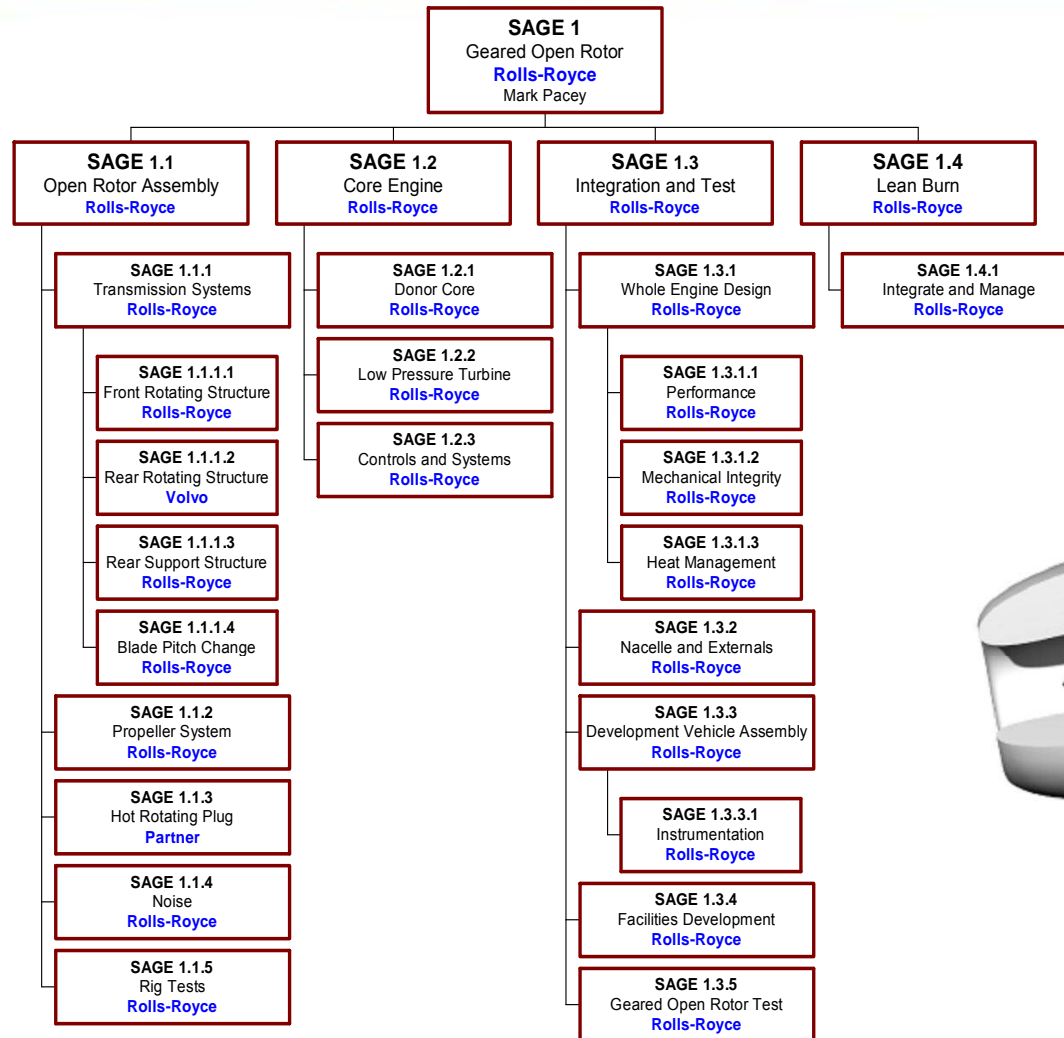 SAGE 1
Geared Open Rotor
Rolls-Royce
Mark Pacey
SAGE 1.1
Open Rotor Assembly
Rolls-Royce
SAGE 1.2
Core Engine
Rolls-Royce
SAGE 1.3
Integration and Test
Rolls-Royce
SAGE 1.4
Lean Burn
Rolls-Royce
SAGE 1.1.1
Transmission Systems
Rolls-Royce
SAGE 1.1.1.1
Front Rotating Structure
Rolls-Royce
SAGE 1.1.1.2
Rear Rotating Structure
Volvo
SAGE 1.1.1.3
Rear Support Structure
Rolls-Royce
SAGE 1.1.1.4
Blade Pitch Change
Rolls-Royce
SAGE 1.1.2
Propeller System
Rolls-Royce
SAGE 1.1.3
Hot Rotating Plug
Partner
SAGE 1.1.4
Noise
Rolls-Royce
SAGE 1.1.5
Rig Tests
Rolls-Royce
SAGE 1.2.1
Donor Core
Rolls-Royce
SAGE 1.2.2
Low Pressure Turbine
Rolls-Royce
SAGE 1.2.3
Controls and Systems
Rolls-Royce
SAGE 1.3.1
Whole Engine Design
Rolls-Royce
SAGE 1.3.1.1
Performance
Rolls-Royce
SAGE 1.3.1.2
Mechanical Integrity
Rolls-Royce
SAGE 1.3.1.3
Heat Management
Rolls-Royce
SAGE 1.3.2
Nacelle and Externals
Rolls-Royce
SAGE 1.3.3
Development Vehicle Assembly
Rolls-Royce
SAGE 1.3.3.1
Instrumentation
Rolls-Royce
SAGE 1.3.4
Facilities Development
Rolls-Royce
SAGE 1.3.5
Geared Open Rotor Test
Rolls-Royce
SAGE 1.4.1
Integrate and Manage
Rolls-Royce